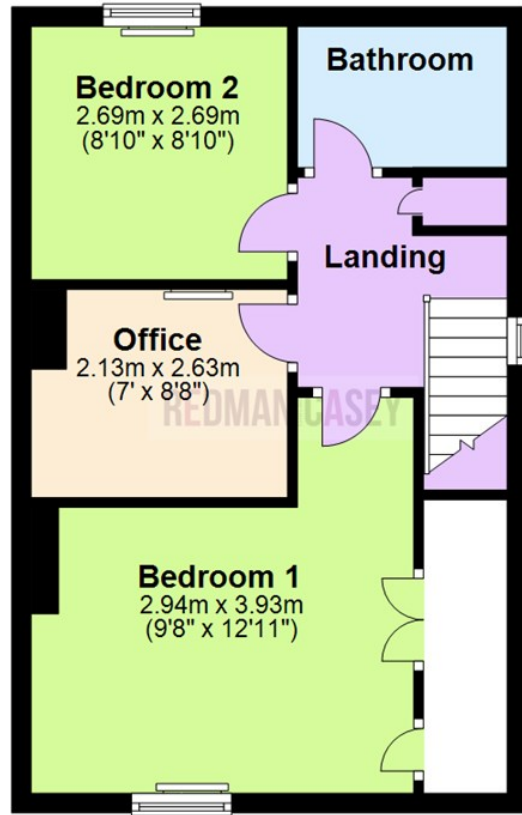 Bedroom 2
2.69m x 2.69m
(8'10" x 8'10")
Bathroom
Landing
Office
2.13m x 2.63m
(7' x 8'8")
REDMAN CASEY
Bedroom 1
2.94m x 3.93m
(9'8" x 12'11")